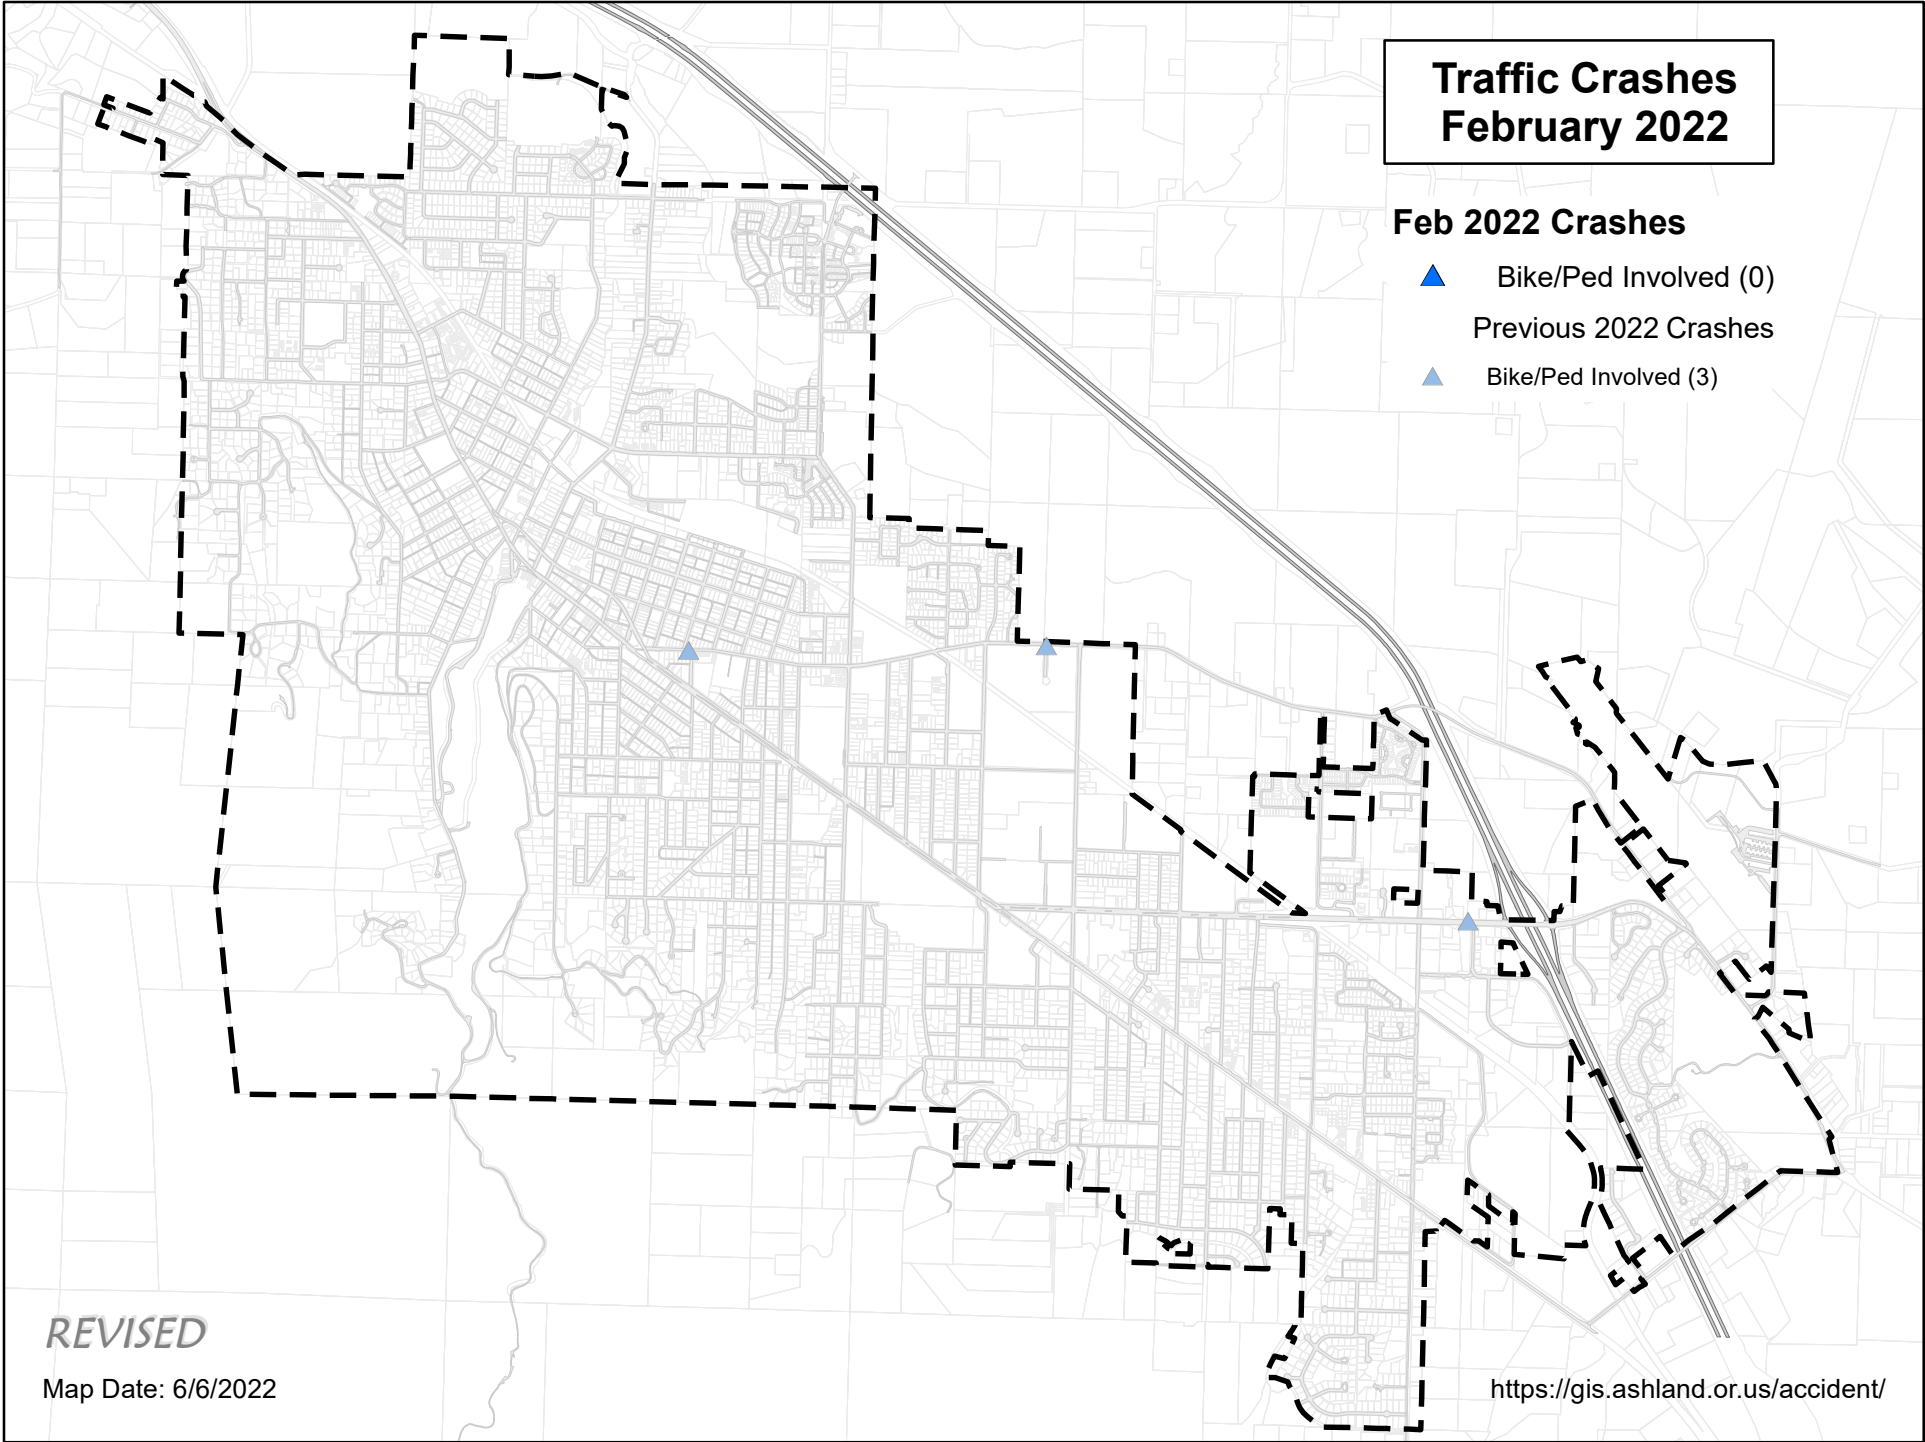 Traffic Crashes
February 2022
Feb 2022 Crashes
Bike/Ped Involved (0)
Previous 2022 Crashes
Bike/Ped Involved (3)
REVISED
Map Date: 6/6/2022
https://gis.ashland.or.us/accident/